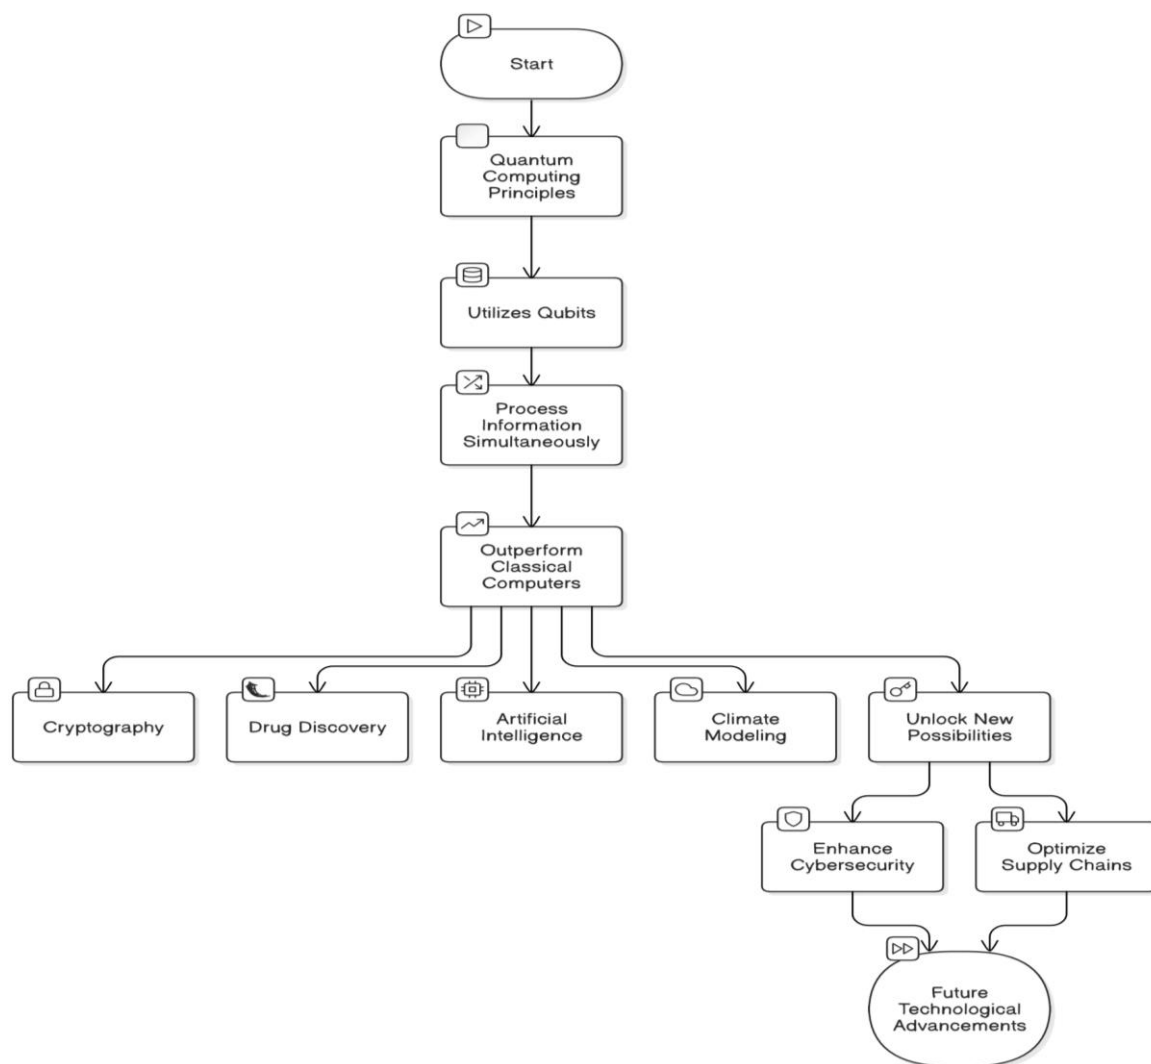 Start
Quantum
Computing
Principles
Utilizes Qubits
Process
Information
Simultaneously
Outperform
Classical
Computers
Cryptography
Drug Discovery
Artificial
Intelligence
Climate
Modeling
Unlock New
Possibilities
Enhance
Cybersecurity
Optimize
Supply Chains
Future
Technological
Advancements